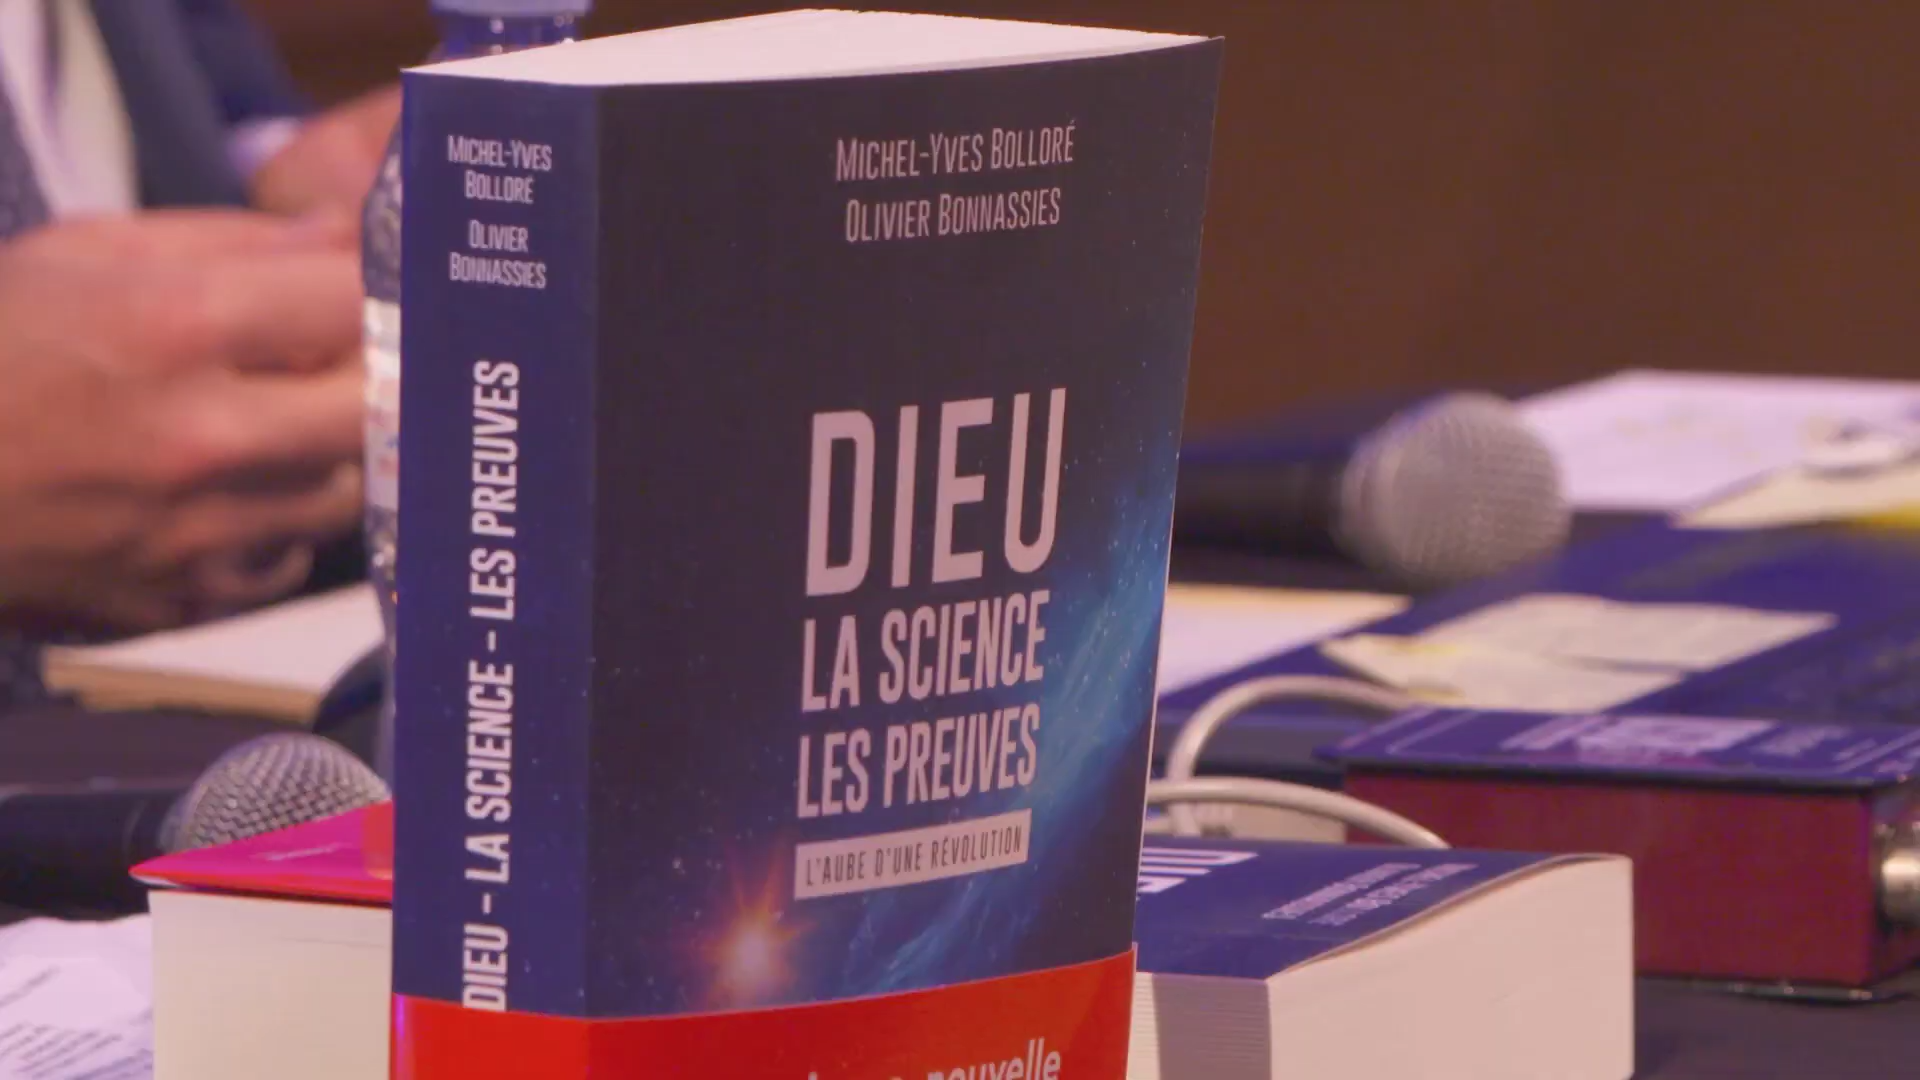 MICHEL-YVES
BOLLORÉ
OLIVIER
BONNASSIES
DIEU - LA SCIENCE - LES PREUVES
MICHEL-YVES BOLLORÉ
OLIVIER BONNASSIES
DIEU
LA SCIENCE
LES PREUVES
L'AUBE D'UNE RÉVOLUTION
nouvelle